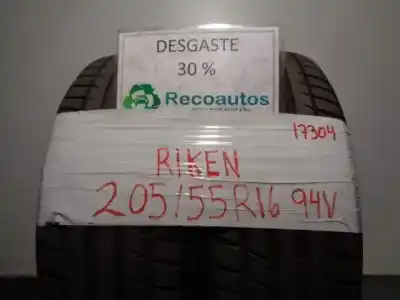 DESGASTE
30 %
Recoautos
17304
RIKEN
205/55R16 94V